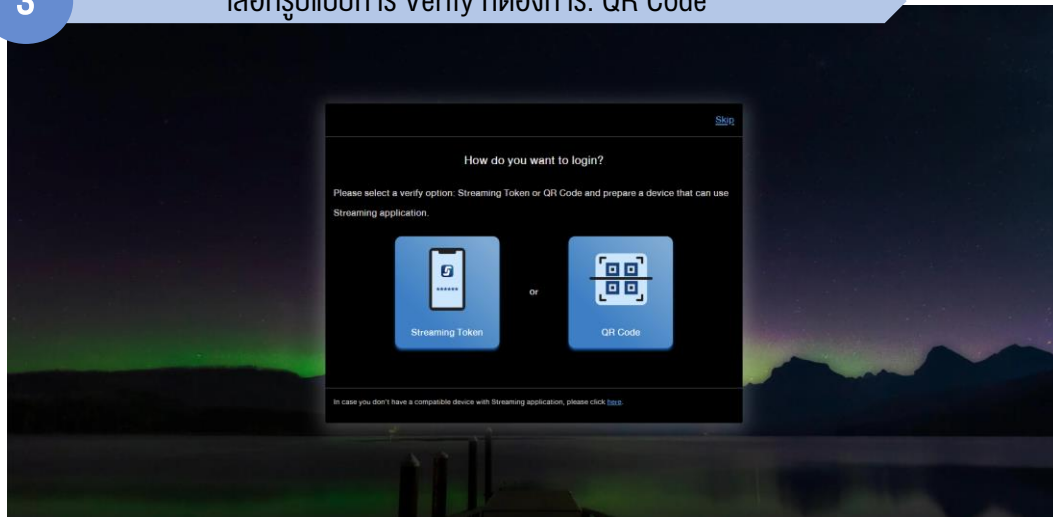 3
เลือกรูปแบบการ Verify ที่ต้องการ: QR Code
Skip
How do you want to login?
Please select a verify option: Streaming Token or QR Code and prepare a device that can use
Streaming application.
or
Streaming Token
QR Code
In case you don't have a compatible device with Streaming application, please click here.